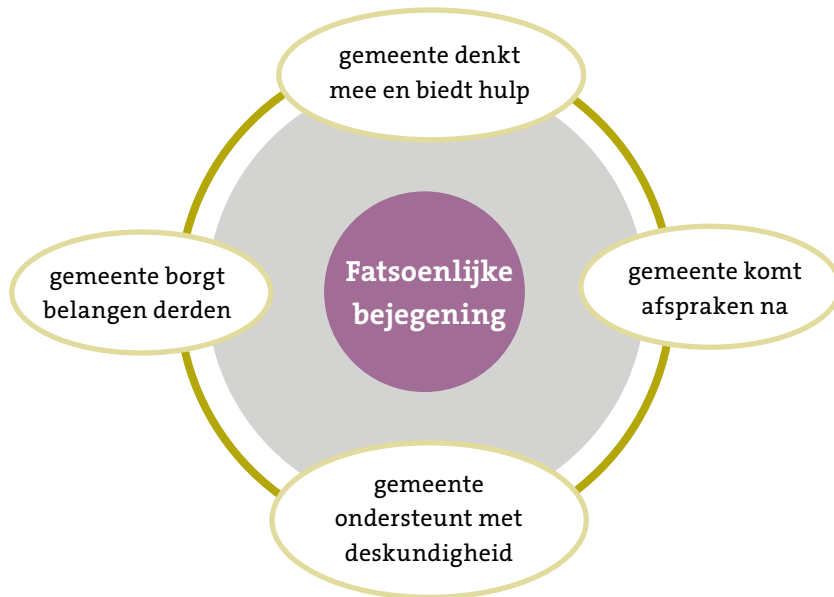 gemeente denkt
mee en biedt hulp
gemeente borgt
belangen derden
Fatsoenlijke
bejegening
gemeente komt
afspraken na
gemeente
ondersteunt met
deskundigheid